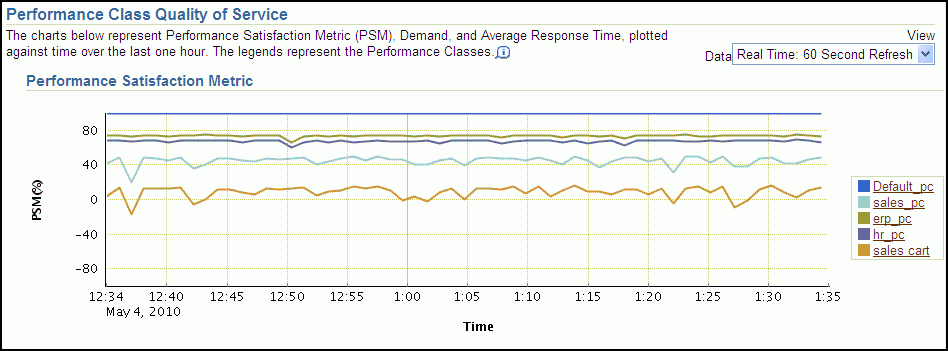 Performance Class Quality of Service
The charts below represent Performance Satisfaction Metric (PSM), Demand, and Average Response Time, plotted
against time over the last one hour. The legends represent the Performance Classes.
View
Data Real Time: 60 Second Refresh
Performance Satisfaction Metric
80
40
0
−40
−80
PSM(%)
12:34 12:40 12:45 12:50 12:55 1:00 1:05 1:10 1:15 1:20 1:25 1:30 1:35
May 4, 2010
Time
Default_pc
sales_pc
erp_pc
hr_pc
sales cart